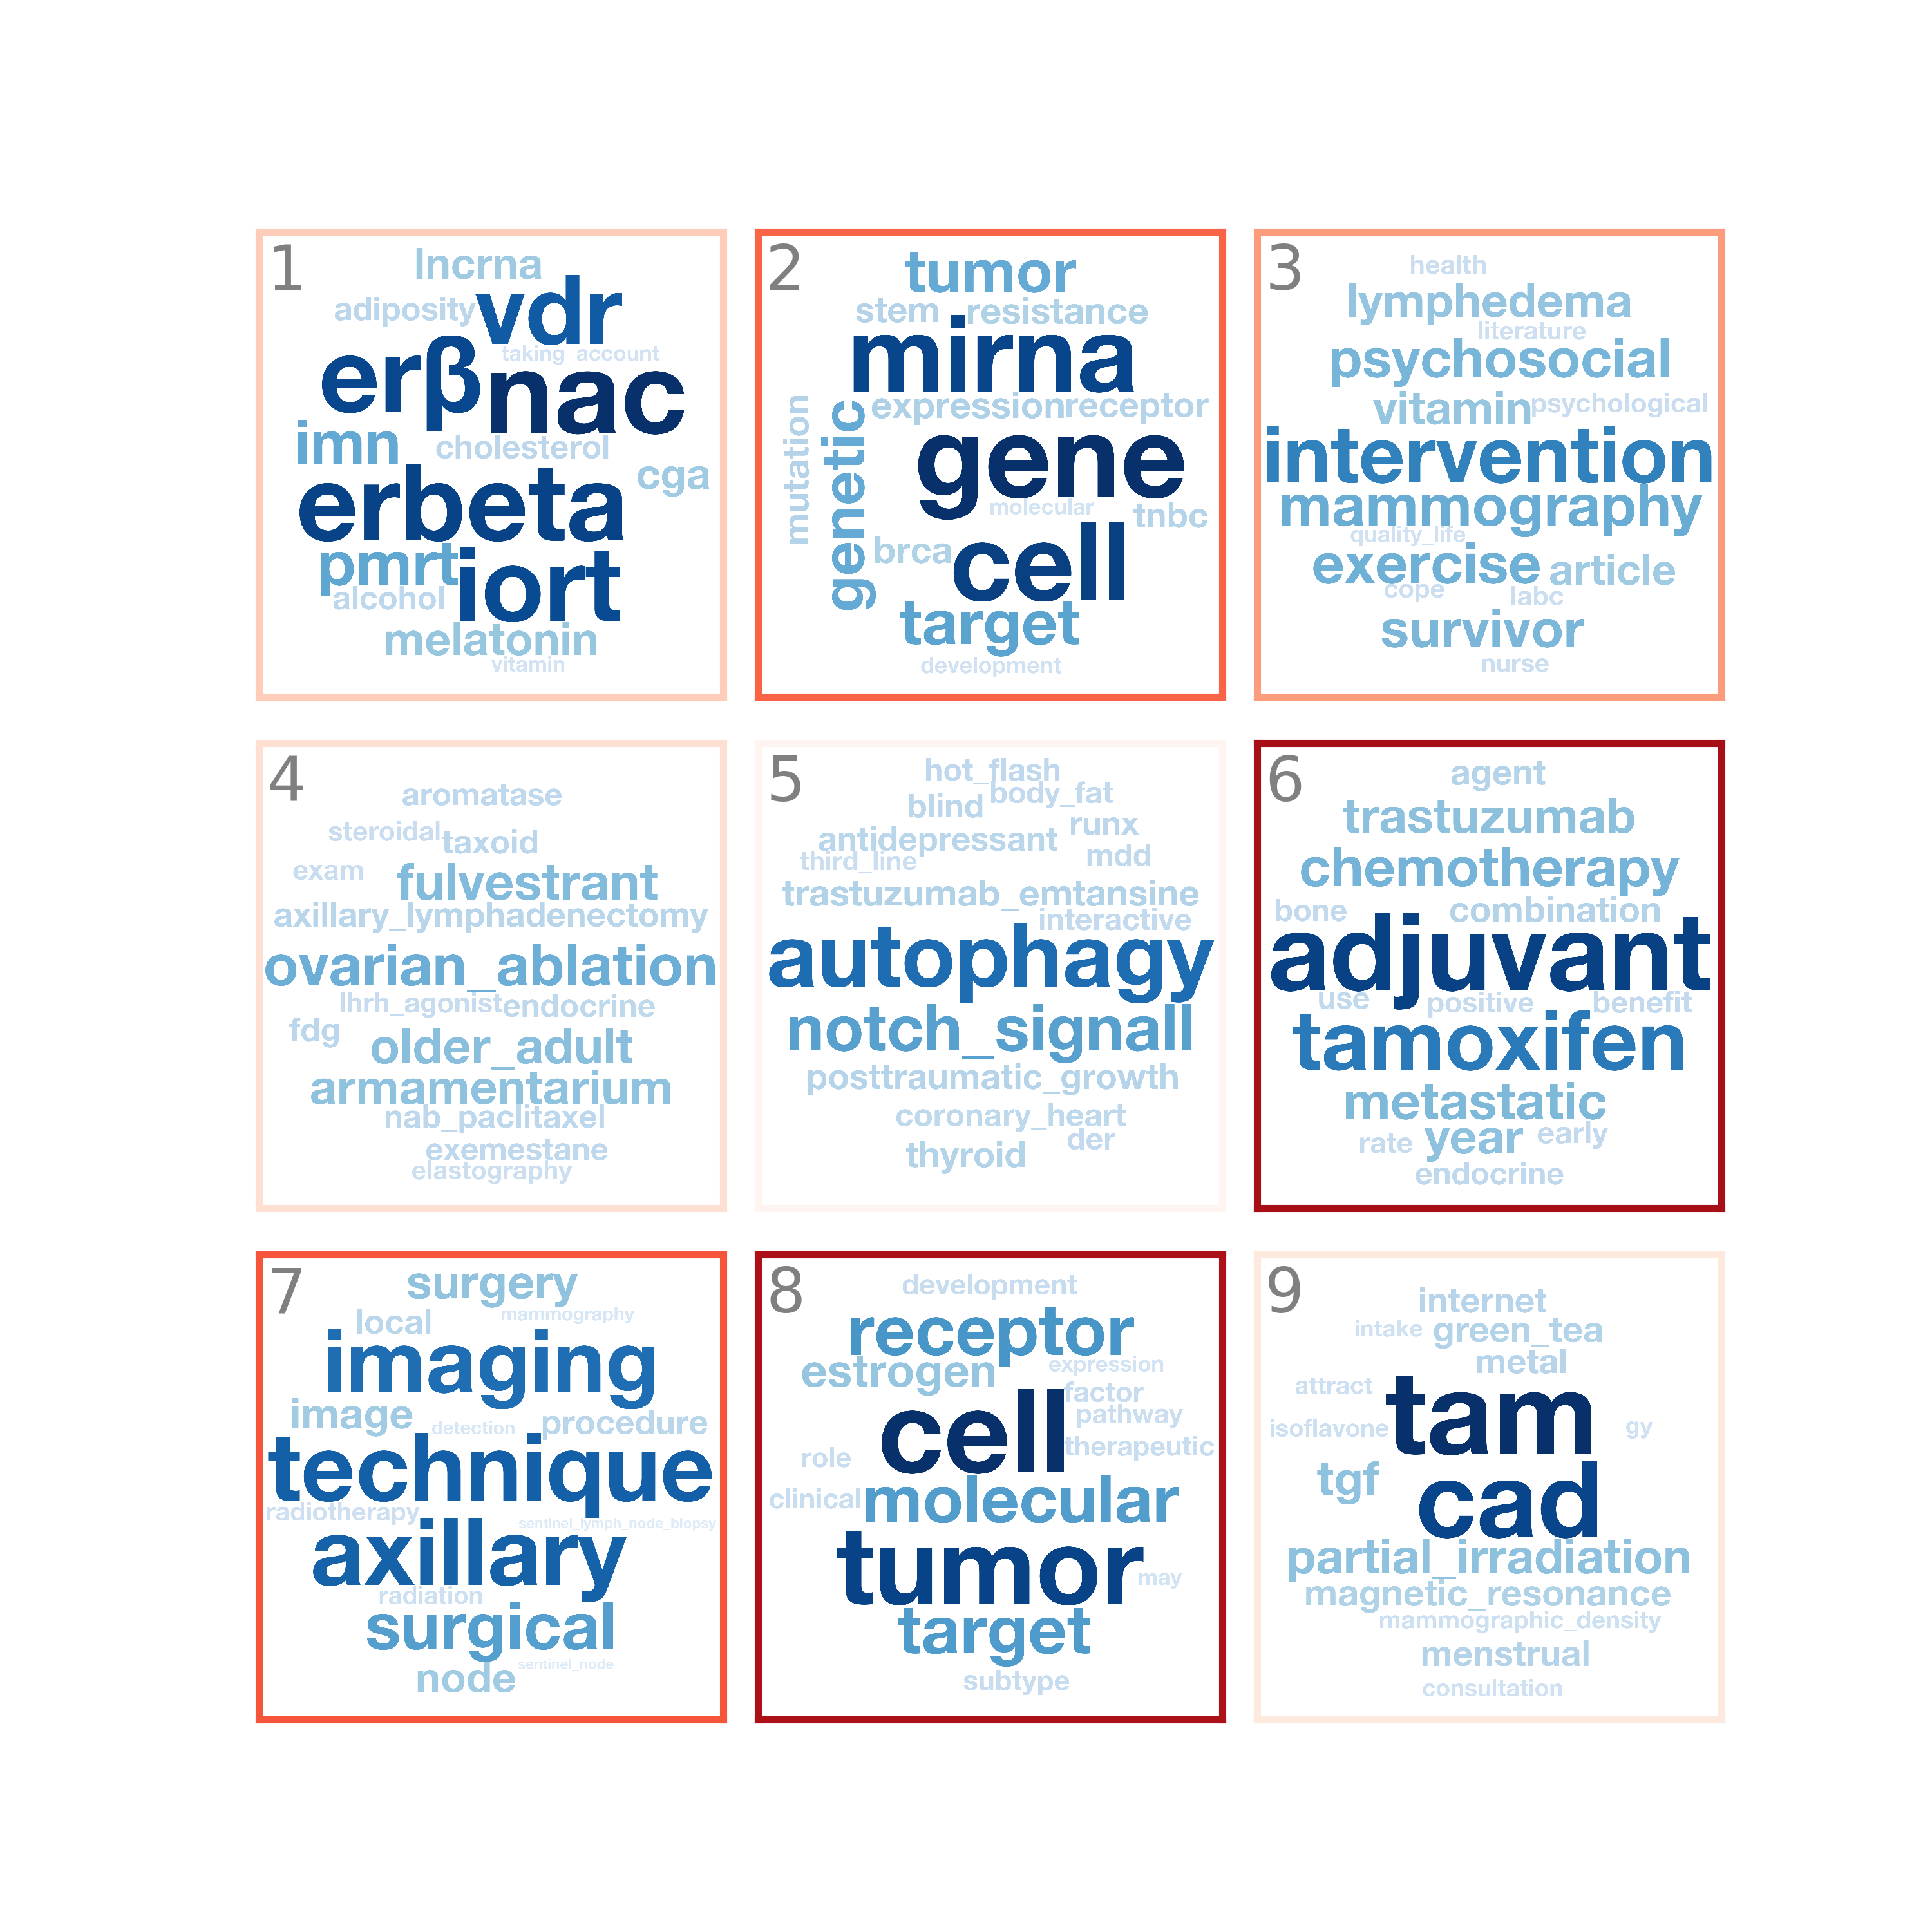 1
lncrna
adiposity
vdr
taking_account
erβ
nac
imn
cholesterol
cga
erbeta
pmrt
iort
alcohol
melatonin
vitamin
2
tumor
stem
resistance
mirna
mutation
genetic
expression
receptor
gene
molecular
tnbc
brca
cell
target
development
3
health
lymphedema
literature
psychosocial
vitamin
psychological
intervention
mammography
quality_life
exercise
article
cope
labc
survivor
nurse
4
aromatase
steroidal
taxoid
exam
fulvestrant
axillary_lymphadenectomy
ovarian_ablation
lhrh_agonist
endocrine
fdg
older_adult
armamentarium
nab_paclitaxel
exemestane
elastography
5
hot_flash
blind
body_fat
antidepressant
runx
third_line
mdd
trastuzumab_emtansine
interactive
autophagy
notch_signall
posttraumatic_growth
coronary_heart
der
thyroid
6
agent
trastuzumab
chemotherapy
bone
combination
adjuvant
use
positive
benefit
tamoxifen
metastatic
rate
year
early
endocrine
7
surgery
local
mammography
imaging
image
detection
procedure
technique
radiotherapy
sentinel_lymph_node_biopsy
axillary
radiation
surgical
node
sentinel_node
8
development
receptor
estrogen
expression
factor
cell
pathway
role
therapeutic
clinical
molecular
tumor
may
target
subtype
9
internet
intake
green_tea
metal
attract
tam
isoflavone
gy
tgf
cad
partial_irradiation
magnetic_resonance
mammographic_density
menstrual
consultation